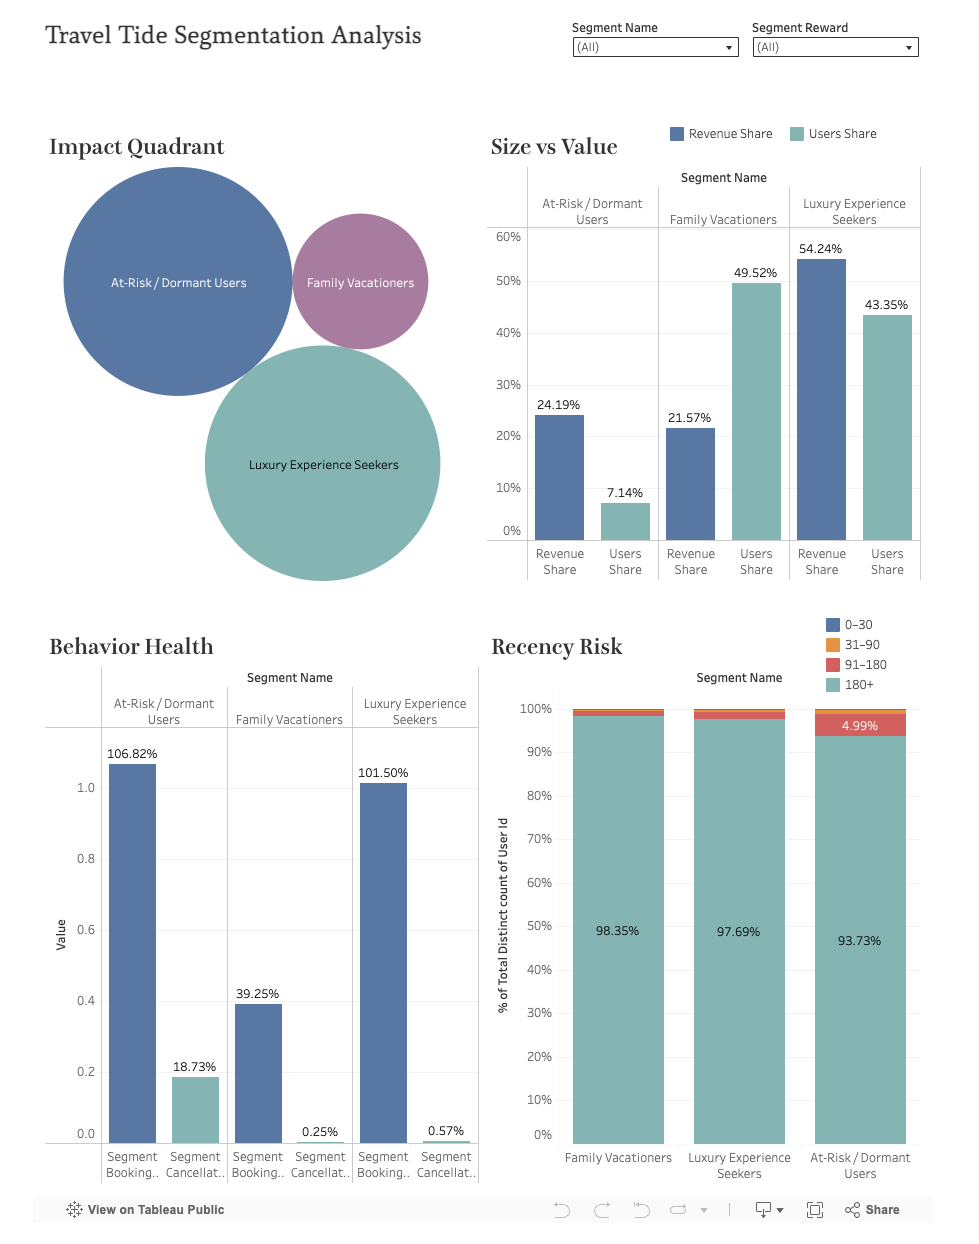 Travel Tide Segmentation Analysis
Segment Name
(All)
Segment Reward
(All)
Impact Quadrant
At-Risk / Dormant Users
Family Vacationers
Luxury Experience Seekers
Size vs Value
Revenue Share
Users Share
Segment Name
At-Risk / Dormant
Users
Family Vacationers
Luxury Experience
Seekers
60%
50%
40%
30%
20%
10%
0%
24.19%
7.14%
21.57%
49.52%
54.24%
43.35%
Revenue
Share
Users
Share
Revenue
Share
Users
Share
Revenue
Share
Users
Share
Behavior Health
Segment Name
At-Risk / Dormant
Users
Family Vacationers
Luxury Experience
Seekers
Value
1.0
0.8
0.6
0.4
0.2
0.0
106.82%
18.73%
39.25%
0.25%
101.50%
0.57%
Segment
Booking..
Segment
Cancellat..
Segment
Booking..
Segment
Cancellat..
Segment
Booking..
Segment
Cancellat..
Recency Risk
0–30
31–90
91–180
180+
Segment Name
% of Total Distinct count of User Id
100%
90%
80%
70%
60%
50%
40%
30%
20%
10%
0%
98.35%
97.69%
4.99%
93.73%
Family Vacationers
Luxury Experience
Seekers
At-Risk / Dormant
Users
View on Tableau Public
Share